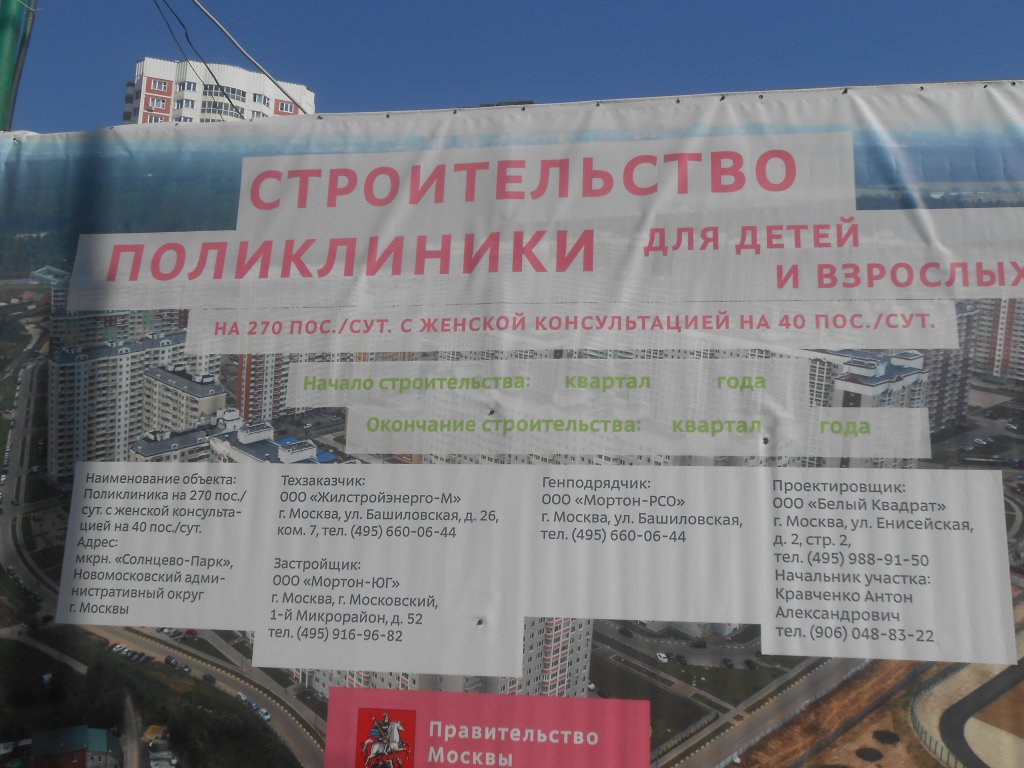 СТРОИТЕЛЬСТВО
ПОЛИКЛИНИКИ ДЛЯ ДЕТЕЙ
И ВЗРОСЛЫХ
НА 270 ПОС./СУТ. С ЖЕНСКОЙ КОНСУЛЬТАЦИЕЙ НА 40 ПОС./СУТ.
Начало строительства: квартал года
Окончание строительства: квартал года
Наименование объекта:
Поликлиника на 270 пос./
сут. с женской консульта-
цией на 40 пос./сут.
Адрес:
мкрн. «Солнцево-Парк»,
Новомосковский адми-
нистративный округ
г. Москвы
Техзаказчик:
ООО «Жилстройэнерго-М»
г. Москва, ул. Башиловская, д. 26,
ком. 7, тел. (495) 660-06-44
Застройщик:
ООО «Мортон-ЮГ»
г. Москва, г. Московский,
1-й Микрорайон, д. 52
тел. (495) 916-96-82
Генподрядчик:
ООО «Мортон-РСО»
г. Москва, ул. Башиловская,
тел. (495) 660-06-44
Проектировщик:
ООО «Белый Квадрат»
г. Москва, ул. Енисейская,
д. 2, стр. 2,
тел. (495) 988-91-50
Начальник участка:
Кравченко Антон
Александрович
тел. (906) 048-83-22
Правительство
Москвы